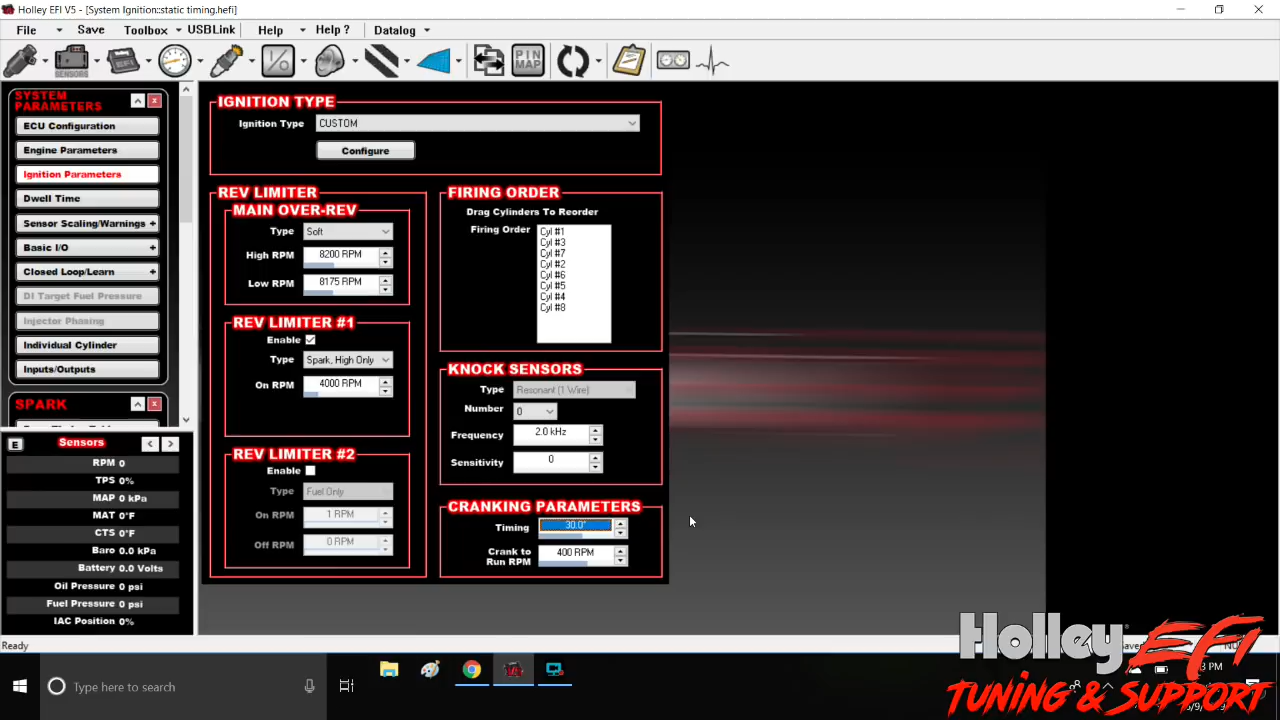 Holley EFI V5 - [System Ignition::static timing.hefi]
File Save Toolbox USBLink Help Help ? Datalog
SENSORS EFI I/O PIN MAP
SYSTEM
PARAMETERS
ECU Configuration
Engine Parameters
Ignition Parameters
Dwell Time
Sensor Scaling/Warnings +
Basic I/O +
Closed Loop/Learn +
DI Target Fuel Pressure
Injector Phasing
Individual Cylinder
Inputs/Outputs
SPARK
E Sensors < >
RPM 0
TPS 0%
MAP 0 kPa
MAT 0°F
CTS 0°F
Baro 0.0 kPa
Battery 0.0 Volts
Oil Pressure 0 psi
Fuel Pressure 0 psi
IAC Position 0%
IGNITION TYPE
Ignition Type CUSTOM
Configure
REV LIMITER
MAIN OVER-REV
Type Soft
High RPM 8200 RPM
Low RPM 8175 RPM
REV LIMITER #1
Enable
Type Spark, High Only
On RPM 4000 RPM
REV LIMITER #2
Enable
Type Fuel Only
On RPM 1 RPM
Off RPM 0 RPM
FIRING ORDER
Drag Cylinders To Reorder
Firing Order Cyl #1
Cyl #3
Cyl #7
Cyl #2
Cyl #6
Cyl #5
Cyl #4
Cyl #8
KNOCK SENSORS
Type Resonant (1 Wire)
Number 0
Frequency 2.0 kHz
Sensitivity 0
CRANKING PARAMETERS
Timing 30.0°
Crank to
Run RPM 400 RPM
Ready
Type here to search
Holley EFI
TUNING & SUPPORT